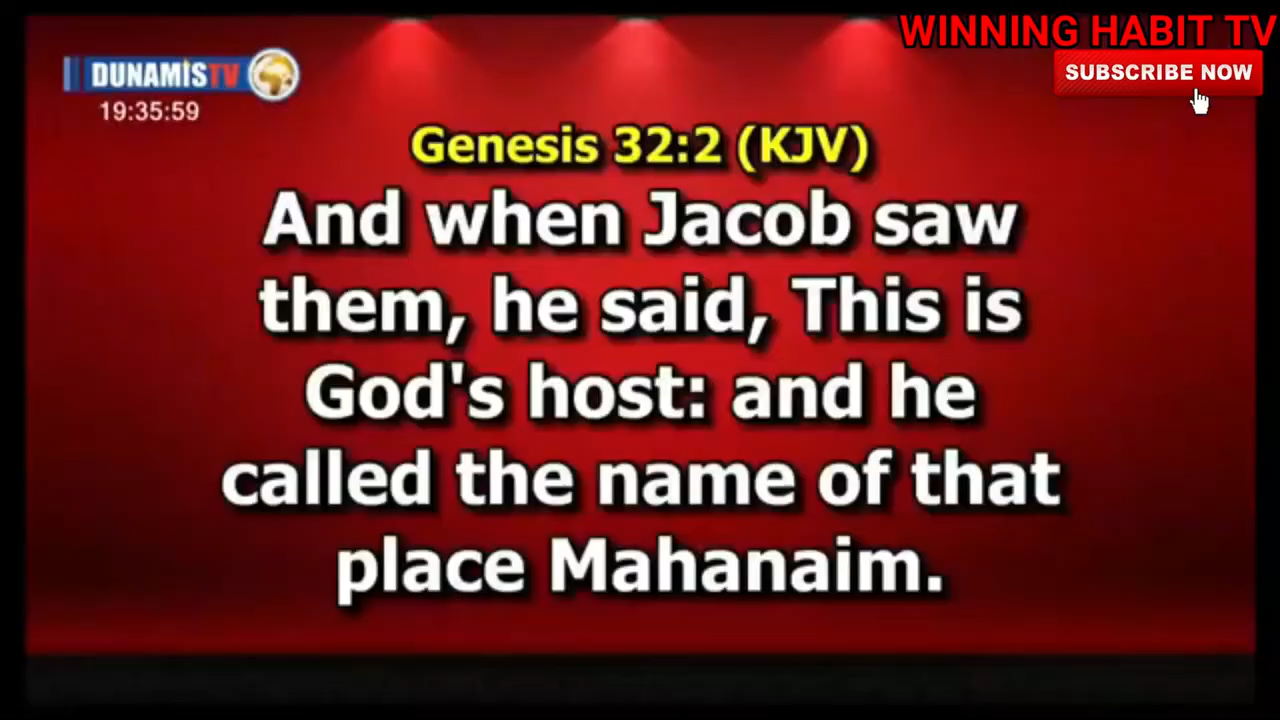 WINNING HABIT TV
DUNAMIS TV
SUBSCRIBE NOW
19:35:59
Genesis 32:2 (KJV)
And when Jacob saw
them, he said, This is
God's host: and he
called the name of that
place Mahanaim.